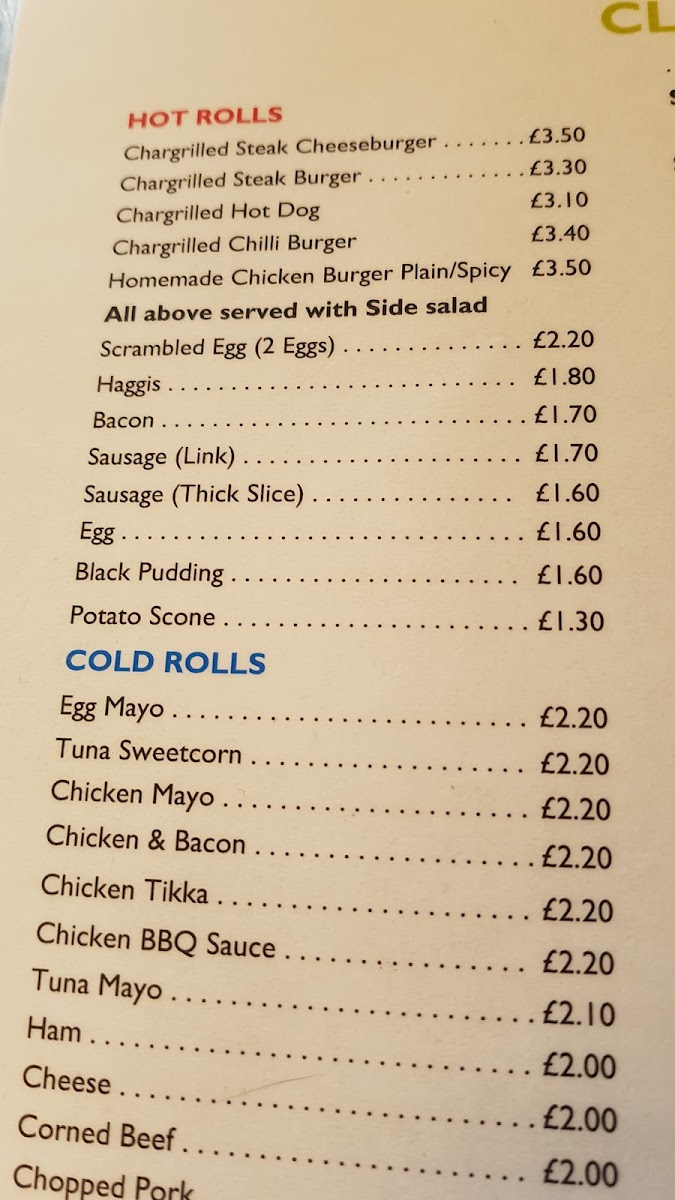 CL
HOT ROLLS
Chargrilled Steak Cheeseburger ....... £3.50
Chargrilled Steak Burger ............. £3.30
Chargrilled Hot Dog £3.10
Chargrilled Chilli Burger £3.40
Homemade Chicken Burger Plain/Spicy £3.50
All above served with Side salad
Scrambled Egg (2 Eggs) .............. £2.20
Haggis ........................... £1.80
Bacon ............................ £1.70
Sausage (Link) ...................... £1.70
Sausage (Thick Slice) ................ £1.60
Egg ............................... £1.60
Black Pudding ...................... £1.60
Potato Scone ....................... £1.30
COLD ROLLS
Egg Mayo ......................... £2.20
Tuna Sweetcorn .................... £2.20
Chicken Mayo ...................... £2.20
Chicken & Bacon .................... £2.20
Chicken Tikka ...................... £2.20
Chicken BBQ Sauce ................. £2.20
Tuna Mayo ......................... £2.10
Ham .............................. £2.00
Cheese ........................... £2.00
Corned Beef ....................... £2.00
Chopped Pork